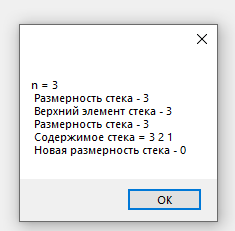 n = 3
Размерность стека - 3
Верхний элемент стека - 3
Размерность стека - 3
Содержимое стека = 3 2 1
Новая размерность стека - 0
OK